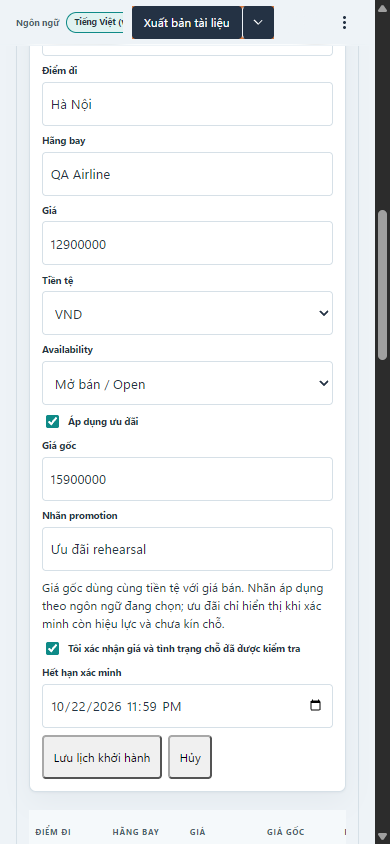 Ngôn ngữ
Tiếng Việt (
Xuất bản tài liệu
Điểm đi
Hà Nội
Hãng bay
QA Airline
Giá
12900000
Tiền tệ
VND
Availability
Mở bán / Open
Áp dụng ưu đãi
Giá gốc
15900000
Nhãn promotion
Ưu đãi rehearsal
Giá gốc dùng cùng tiền tệ với giá bán. Nhãn áp dụng
theo ngôn ngữ đang chọn; ưu đãi chỉ hiển thị khi xác
minh còn hiệu lực và chưa kín chỗ.
Tôi xác nhận giá và tình trạng chỗ đã được kiểm tra
Hết hạn xác minh
10/22/2026 11:59 PM
Lưu lịch khởi hành
Hủy
ĐIỂM ĐI HÃNG BAY GIÁ GIÁ GỐC